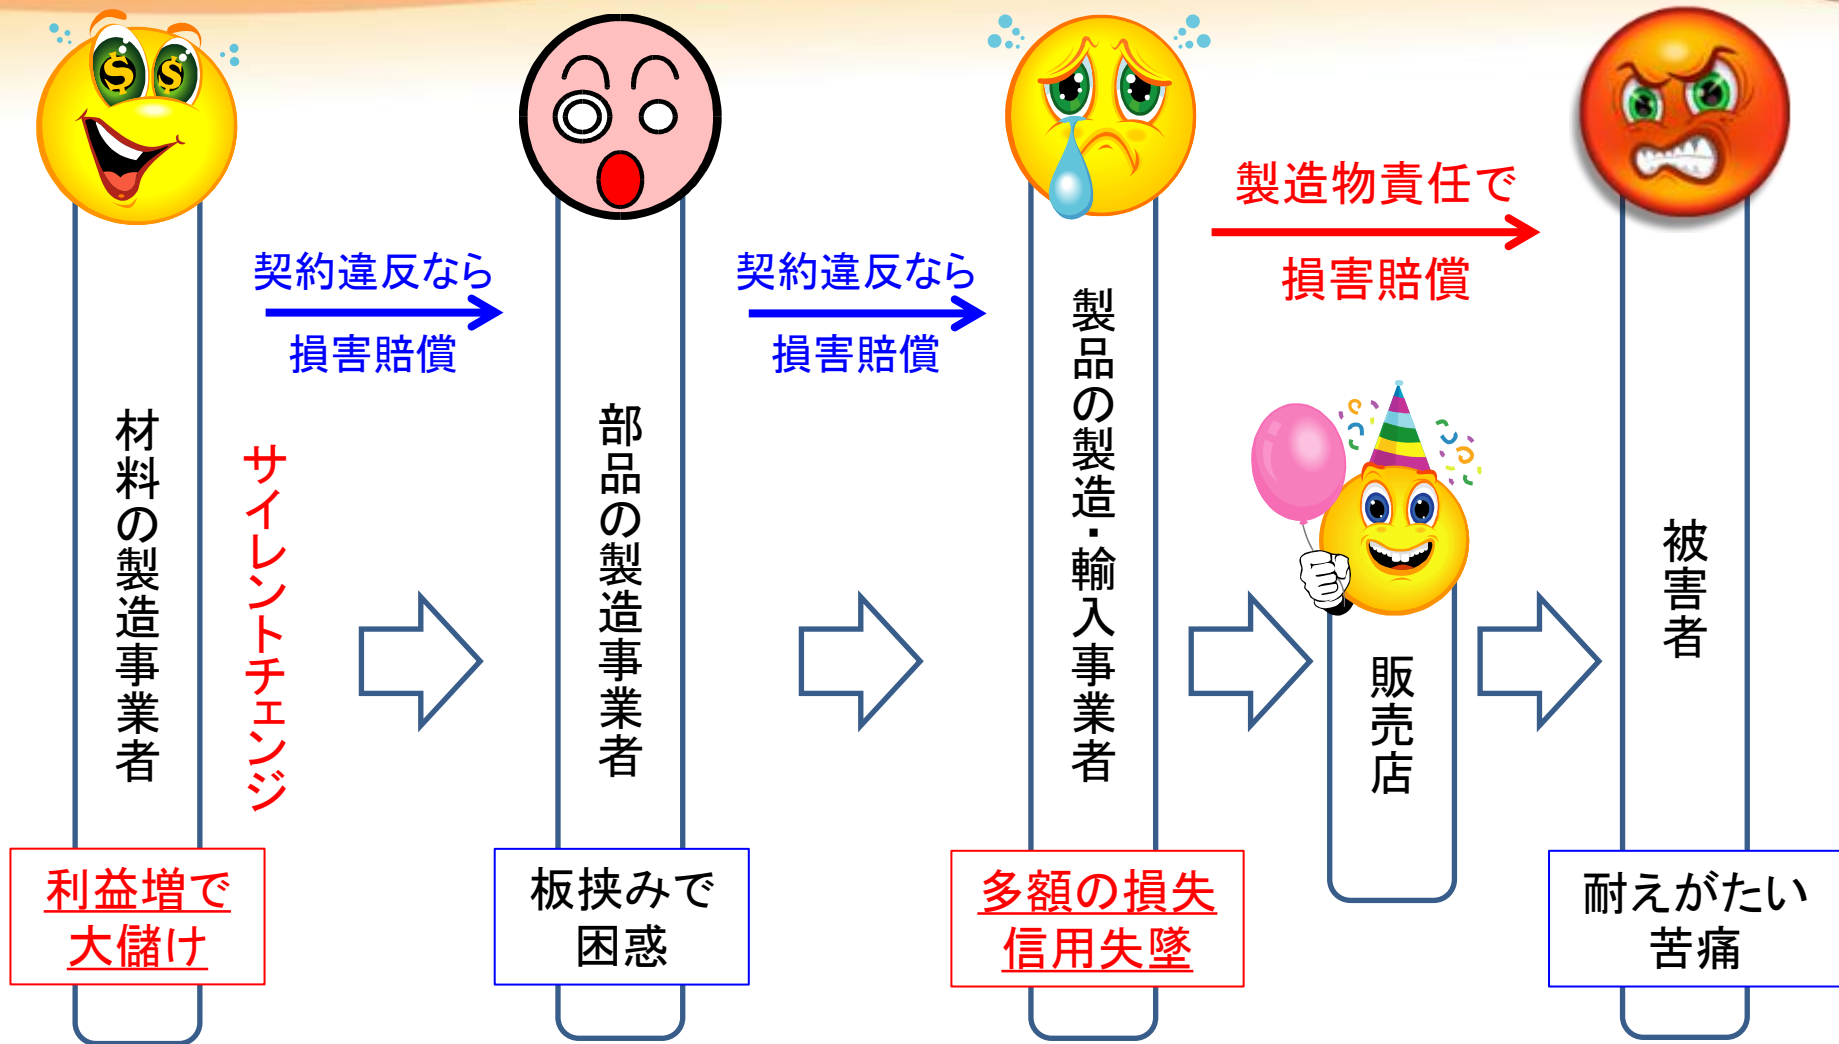 製造物責任で
損害賠償
契約違反なら
損害賠償
契約違反なら
損害賠償
材料の製造事業者
サイレントチェンジ
部品の製造事業者
製品の製造・輸入事業者
販売店
被害者
利益増で
大儲け
板挟みで
困惑
多額の損失
信用失墜
耐えがたい
苦痛